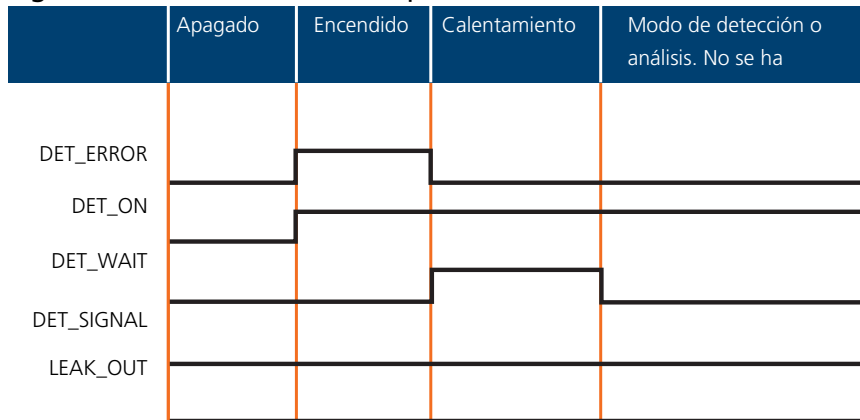 Apagado
Encendido
Calentamiento
Modo de detección o
análisis. No se ha
DET_ERROR
DET_ON
DET_WAIT
DET_SIGNAL
LEAK_OUT